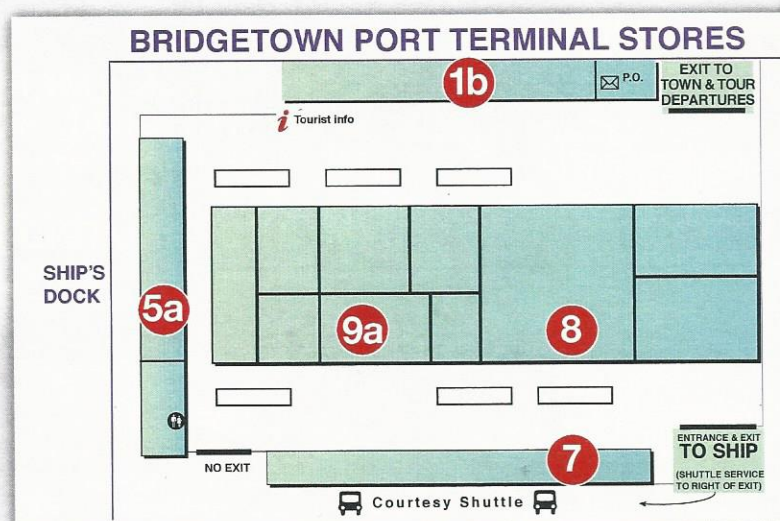 BRIDGETOWN PORT TERMINAL STORES
1b
P.O.
EXIT TO
TOWN & TOUR
DEPARTURES
i Tourist info
SHIP'S
DOCK
5a
9a
8
NO EXIT
7
ENTRANCE & EXIT
TO SHIP
(SHUTTLE SERVICE
TO RIGHT OF EXIT)
Courtesy Shuttle